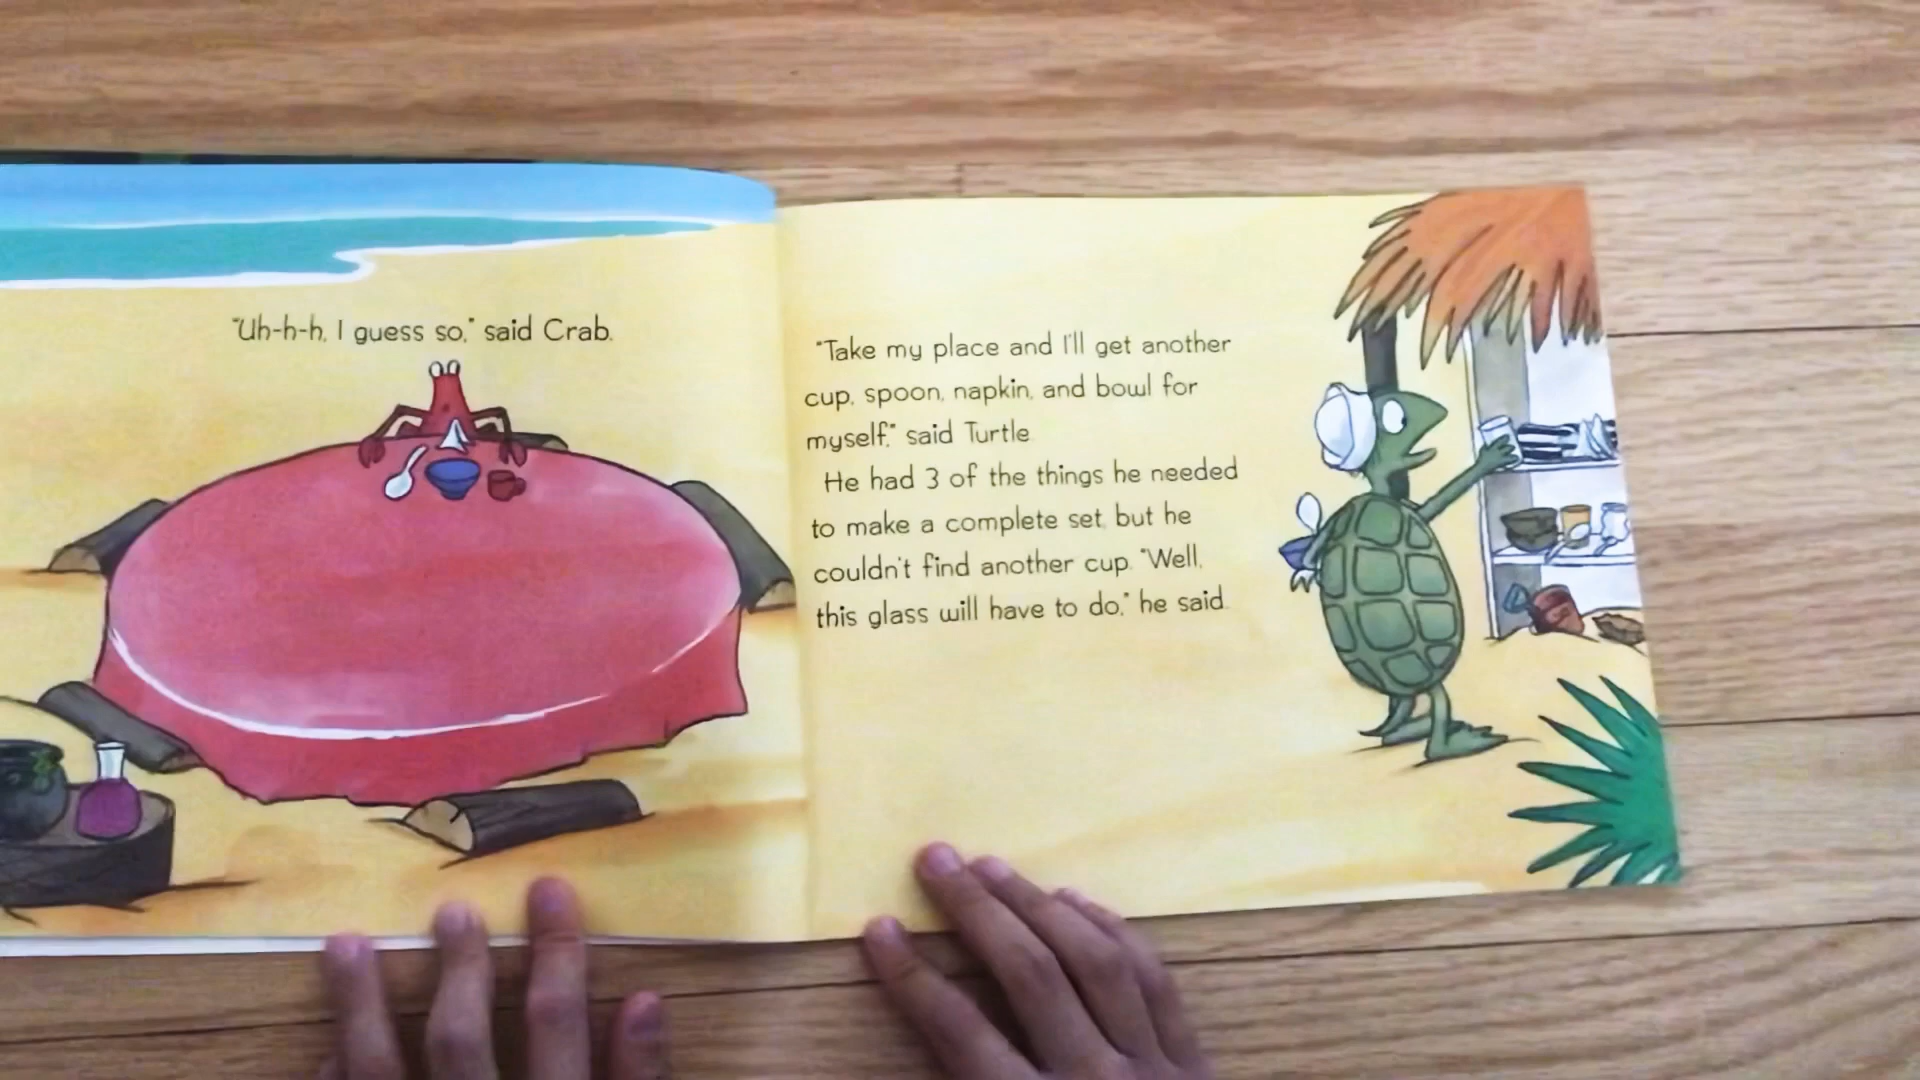 "Uh-h-h, I guess so," said Crab.
"Take my place and I'll get another
cup, spoon, napkin, and bowl for
myself," said Turtle.
He had 3 of the things he needed
to make a complete set, but he
couldn't find another cup. "Well,
this glass will have to do," he said.